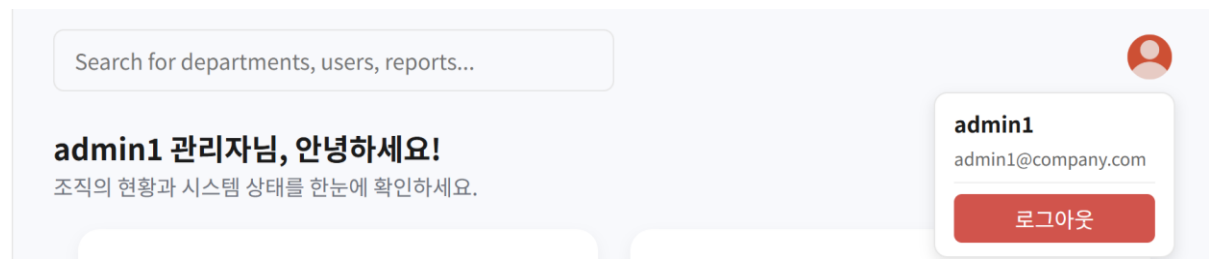 Search for departments, users, reports...
admin1 관리자님, 안녕하세요!
조직의 현황과 시스템 상태를 한눈에 확인하세요.
admin1
admin1@company.com
로그아웃